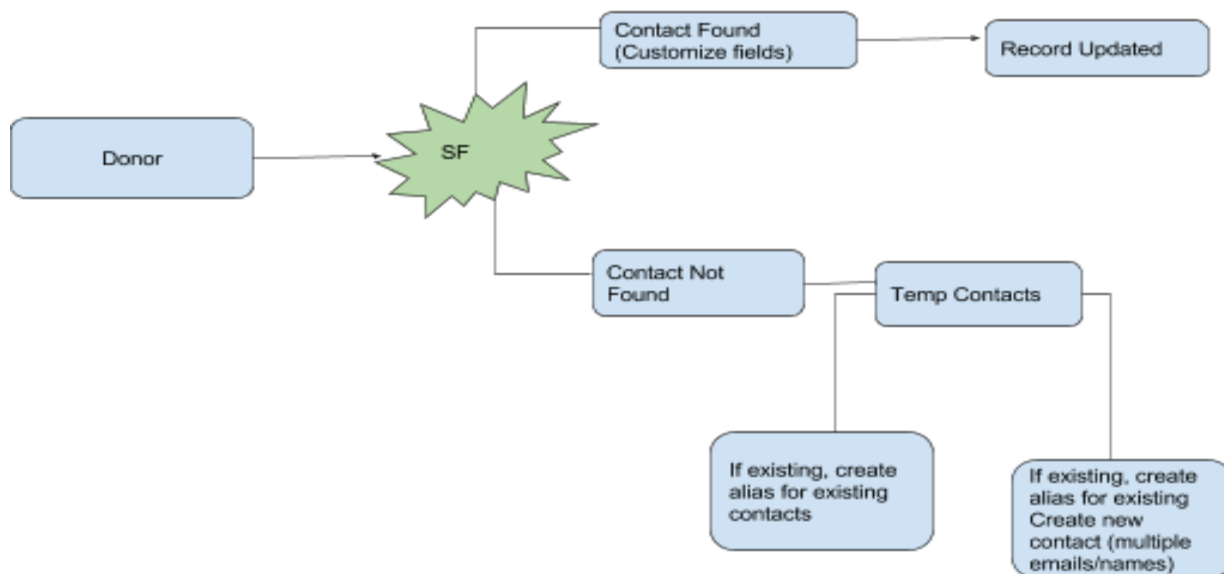 Contact Found
(Customize fields)
Record Updated
Donor
SF
Contact Not
Found
Temp Contacts
If existing, create
alias for existing
contacts
If existing, create
alias for existing
Create new
contact (multiple
emails/names)